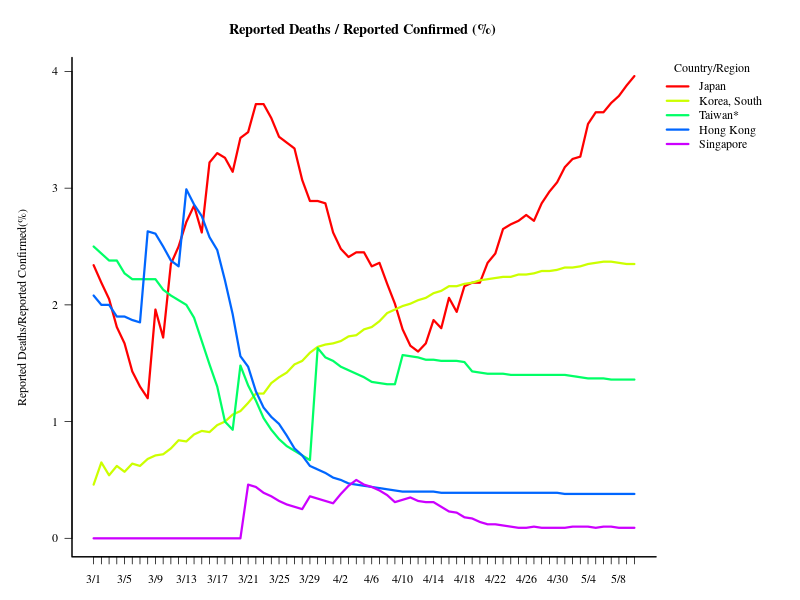 Reported Deaths / Reported Confirmed (%)
Country/Region
Japan
Korea, South
Taiwan*
Hong Kong
Singapore
Reported Deaths/Reported Confirmed(%)
4
3
2
1
0
3/1 3/5 3/9 3/13 3/17 3/21 3/25 3/29 4/2 4/6 4/10 4/14 4/18 4/22 4/26 4/30 5/4 5/8